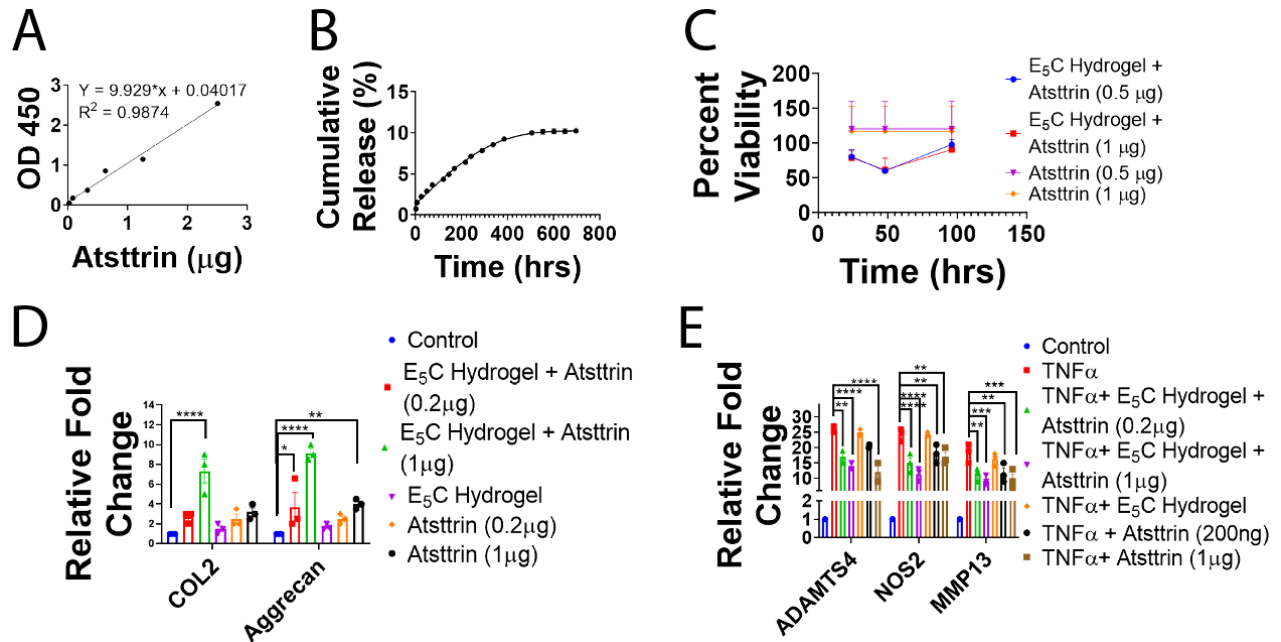 A
Y = 9.929*x + 0.04017
R² = 0.9874
OD 450
3
2
1
0
0 1 2 3
Atsttrin (μg)
B
Cumulative
Release (%)
15
10
5
0
0 200 400 600 800
Time (hrs)
C
Percent
Viability
200
150
100
50
0
0 50 100 150
Time (hrs)
E₅C Hydrogel +
Atsttrin (0.5 μg)
E₅C Hydrogel +
Atsttrin (1 μg)
Atsttrin (0.5 μg)
Atsttrin (1 μg)
D
Relative Fold
Change
14
12
10
8
6
4
2
0
****
*
****
**
COL2
Aggrecan
Control
E₅C Hydrogel + Atsttrin
(0.2μg)
E₅C Hydrogel + Atsttrin
(1μg)
E₅C Hydrogel
Atsttrin (0.2μg)
Atsttrin (1μg)
E
Relative Fold
Change
30
25
20
15
10
2
1
0
****
****
**
**
**
****
****
***
**
***
**
ADAMTS4
NOS2
MMP13
Control
TNFα
TNFα+ E₅C Hydrogel +
Atsttrin (0.2μg)
TNFα+ E₅C Hydrogel +
Atsttrin (1μg)
TNFα+ E₅C Hydrogel
TNFα + Atsttrin (200ng)
TNFα+ Atsttrin (1μg)